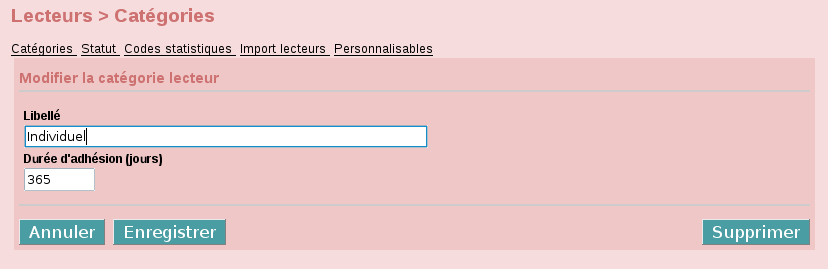 Lecteurs > Catégories
Catégories Statut Codes statistiques Import lecteurs Personnalisables
Modifier la catégorie lecteur
Libellé
Individuel
Durée d'adhésion (jours)
365
Annuler Enregistrer Supprimer